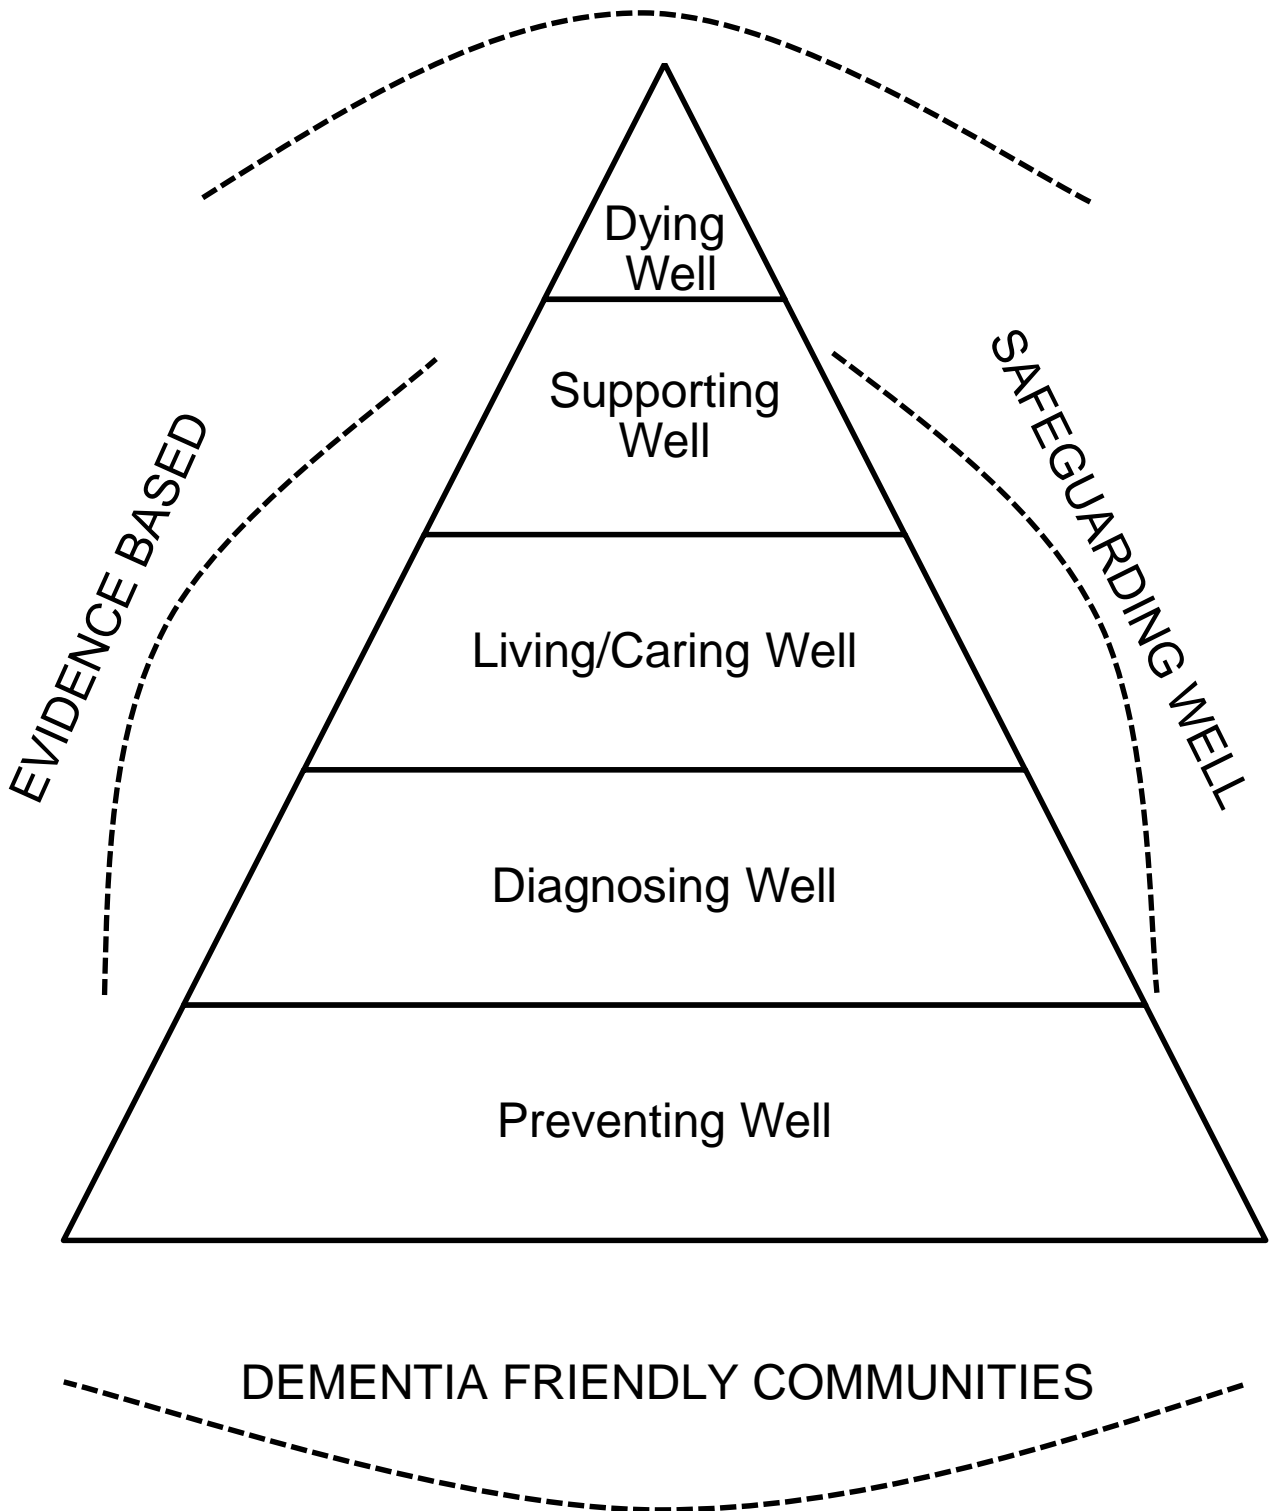 Dying
Well
Supporting
Well
EVIDENCE BASED
SAFEGUARDING WELL
Living/Caring Well
Diagnosing Well
Preventing Well
DEMENTIA FRIENDLY COMMUNITIES